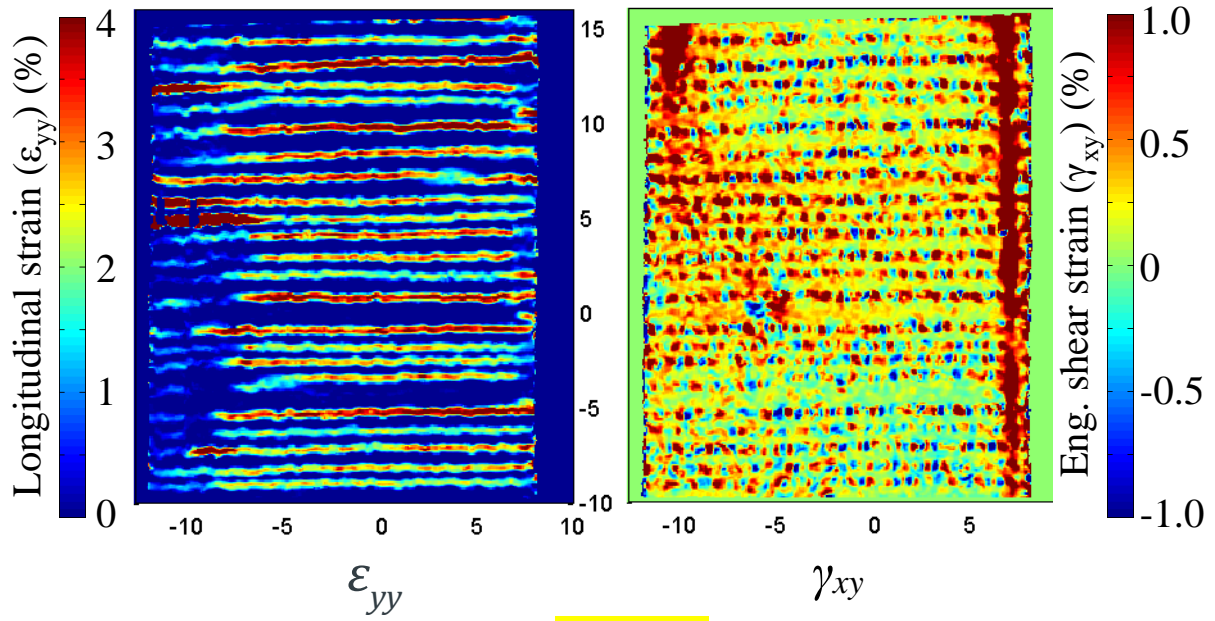 Longitudinal strain (εyy) (%)
4
3
2
1
0
15
10
5
0
-5
-10
-10 -5 0 5 10
εyy
-10 -5 0 5
γxy
Eng. shear strain (γxy) (%)
1.0
0.5
0
-0.5
-1.0